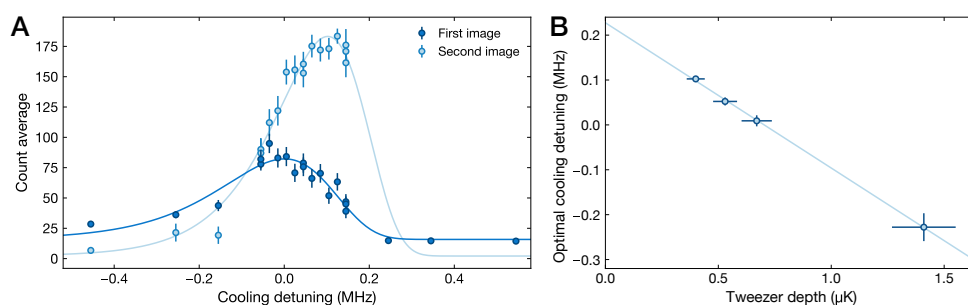 A
First image
Second image
175
150
125
100
75
50
25
0
Count average
−0.4
−0.2
0.0
0.2
0.4
Cooling detuning (MHz)
B
0.2
0.1
0.0
−0.1
−0.2
−0.3
Optimal cooling detuning (MHz)
0.0
0.5
1.0
1.5
Tweezer depth (μK)